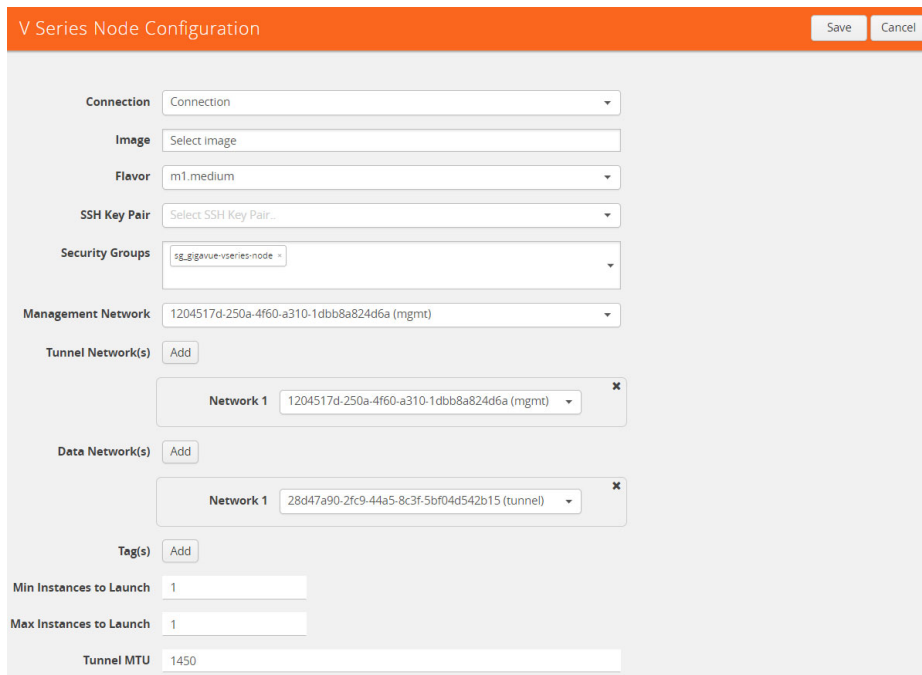 V Series Node Configuration Save Cancel
Connection Connection
Image Select image
Flavor m1.medium
SSH Key Pair Select SSH Key Pair..
Security Groups sg_gigavue-vseries-node ×
Management Network 1204517d-250a-4f60-a310-1dbb8a824d6a (mgmt)
Tunnel Network(s) Add
Network 1 1204517d-250a-4f60-a310-1dbb8a824d6a (mgmt)
Data Network(s) Add
Network 1 28d47a90-2fc9-44a5-8c3f-5bf04d542b15 (tunnel)
Tag(s) Add
Min Instances to Launch 1
Max Instances to Launch 1
Tunnel MTU 1450